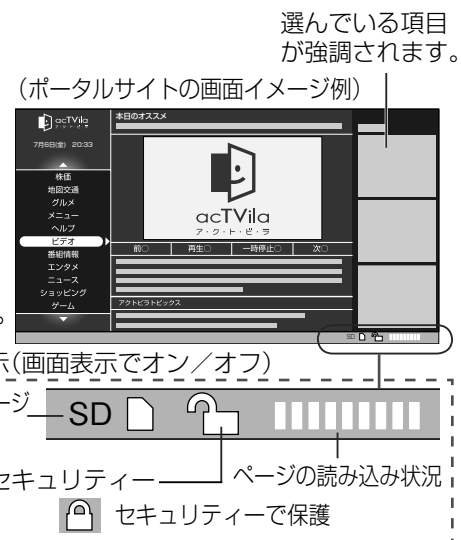 選んでいる項目
が強調されます。
(ポータルサイトの画面イメージ例)
acTVila
ア・ク・ト・ビ・ラ
本日のオススメ
7月6日(金) 20:33
株価
地図交通
グルメ
メニュー
ヘルプ
ビデオ
番組情報
エンタメ
ニュース
ショッピング
ゲーム
acTVila
ア・ク・ト・ビ・ラ
前○ 再生○ 一時停止○ 次○
アクトビラトピックス
SD
。
示(画面表示でオン/オフ)
ージ
SD
セキュリティー
ページの読み込み状況
セキュリティーで保護